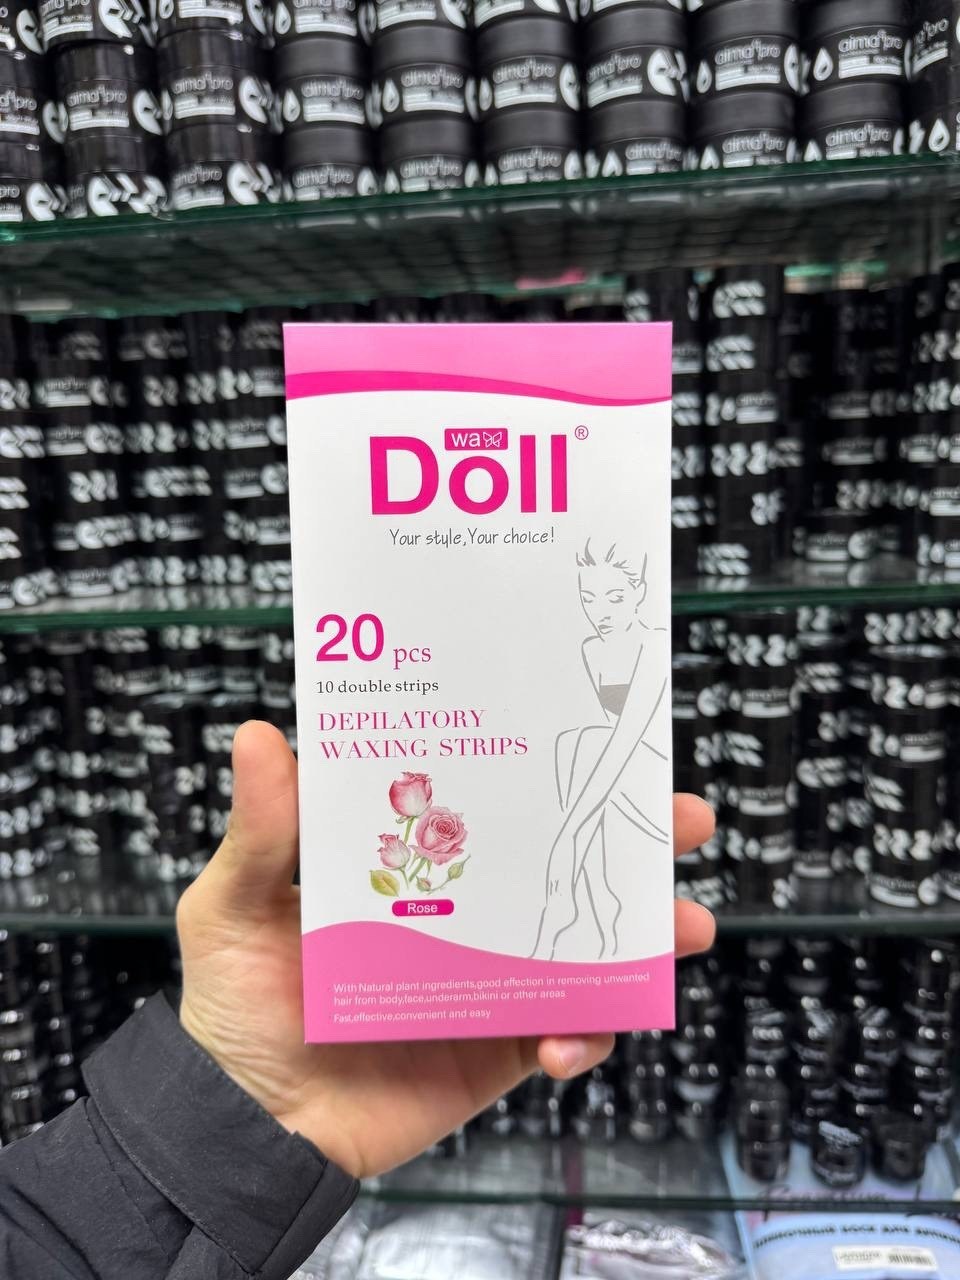 aima pro
wax
Doll®
Your style,Your choice!
20 pcs
10 double strips
DEPILATORY
WAXING STRIPS
Rose
With Natural plant ingredients,good effection in removing unwanted
hair from body,face,underarm,bikini or other areas
Fast,effective,convenient and easy